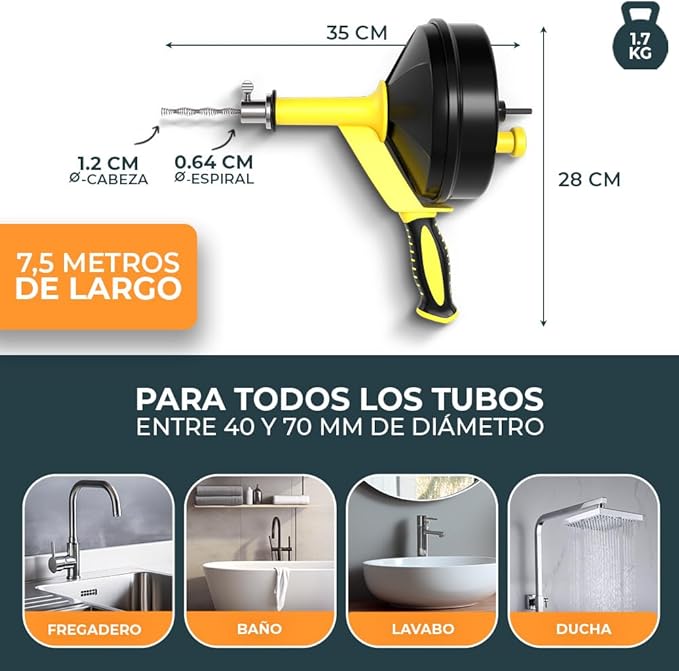 35 CM
1.7
KG
1.2 CM
Ø-CABEZA
0.64 CM
Ø-ESPIRAL
28 CM
7,5 METROS
DE LARGO
PARA TODOS LOS TUBOS
ENTRE 40 Y 70 MM DE DIÁMETRO
FREGADERO
BAÑO
LAVABO
DUCHA